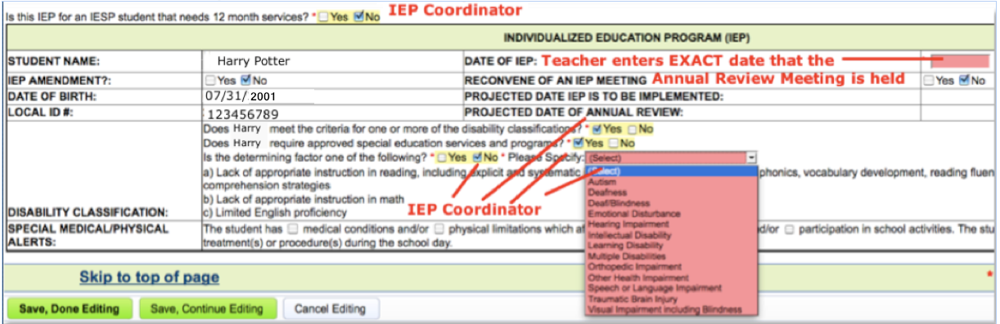 Is this IEP for an IESP student that needs 12 month services? * Yes No IEP Coordinator
INDIVIDUALIZED EDUCATION PROGRAM (IEP)
STUDENT NAME: Harry Potter DATE OF IEP: Teacher enters EXACT date that the
IEP AMENDMENT?: Yes No RECONVENE OF AN IEP MEETING Annual Review Meeting is held Yes No
DATE OF BIRTH: 07/31/ 2001 PROJECTED DATE IEP IS TO BE IMPLEMENTED:
LOCAL ID #: 123456789 PROJECTED DATE OF ANNUAL REVIEW:
Does Harry meet the criteria for one or more of the disability classifications? * Yes No
Does Harry require approved special education services and programs? * Yes No
Is the determining factor one of the following? * Yes No * Please Specify: (Select)
a) Lack of appropriate instruction in reading, including explicit and systematic phonics, vocabulary development, reading fluen
comprehension strategies
b) Lack of appropriate instruction in math
DISABILITY CLASSIFICATION: c) Limited English proficiency
IEP Coordinator
(Select)
Autism
Deafness
Deaf/Blindness
Emotional Disturbance
Hearing Impairment
Intellectual Disability
Learning Disability
Multiple Disabilities
Orthopedic Impairment
Other Health Impairment
Speech or Language Impairment
Traumatic Brain Injury
Visual Impairment including Blindness
SPECIAL MEDICAL/PHYSICAL ALERTS: The student has medical conditions and/or physical limitations which af d/or participation in school activities. The stu
treatment(s) or procedure(s) during the school day.
Skip to top of page *
Save, Done Editing Save, Continue Editing Cancel Editing